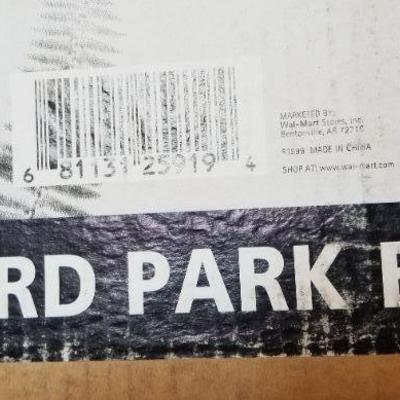 6 81131 25919 4
MARKETED BY:
Wal-Mart Stores, Inc.
Bentonville, AR 72716
MADE IN CHINA
SHOP AT: www.wal-mart.com
RD PARK